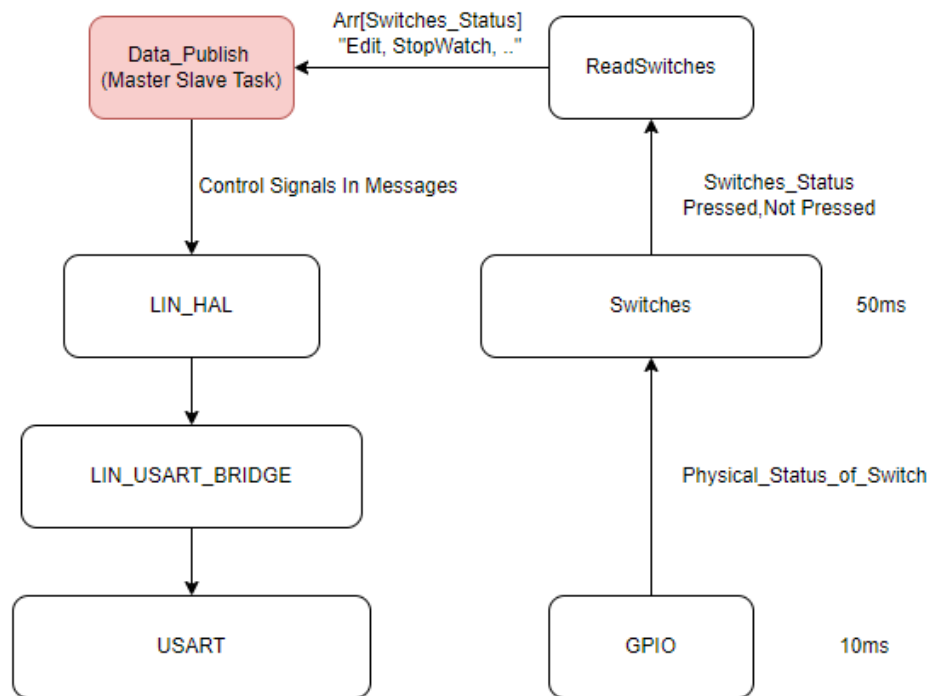 Arr[Switches_Status]
"Edit, StopWatch, .."
Data_Publish
(Master Slave Task)
ReadSwitches
Control Signals In Messages
Switches_Status
Pressed,Not Pressed
LIN_HAL
Switches
50ms
LIN_USART_BRIDGE
Physical_Status_of_Switch
USART
GPIO
10ms